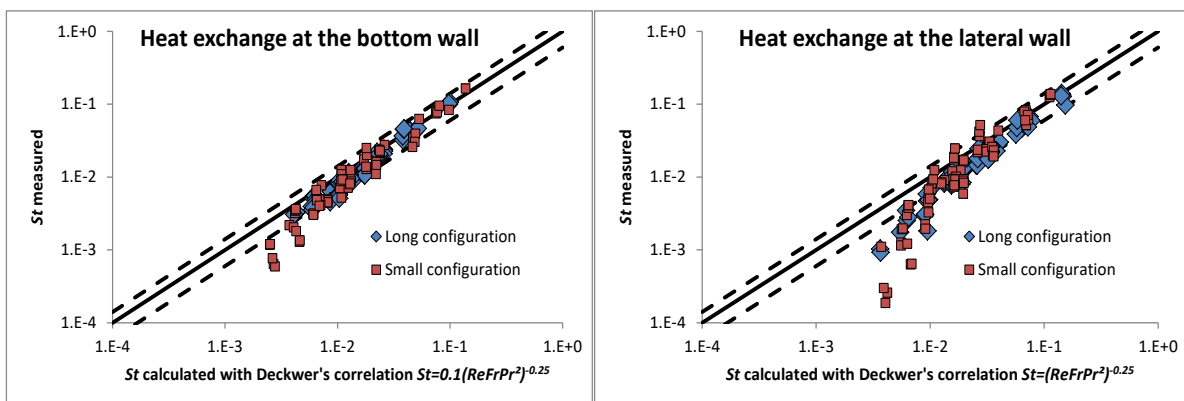 Heat exchange at the bottom wall
1.E+0
1.E-1
1.E-2
1.E-3
1.E-4
St measured
Long configuration
Small configuration
1.E-4 1.E-3 1.E-2 1.E-1 1.E+0
St calculated with Deckwer's correlation St=0.1(ReFrPr²)-0.25
Heat exchange at the lateral wall
1.E+0
1.E-1
1.E-2
1.E-3
1.E-4
St measured
Long configuration
Small configuration
1.E-4 1.E-3 1.E-2 1.E-1 1.E+0
St calculated with Deckwer's correlation St=(ReFrPr²)-0.25